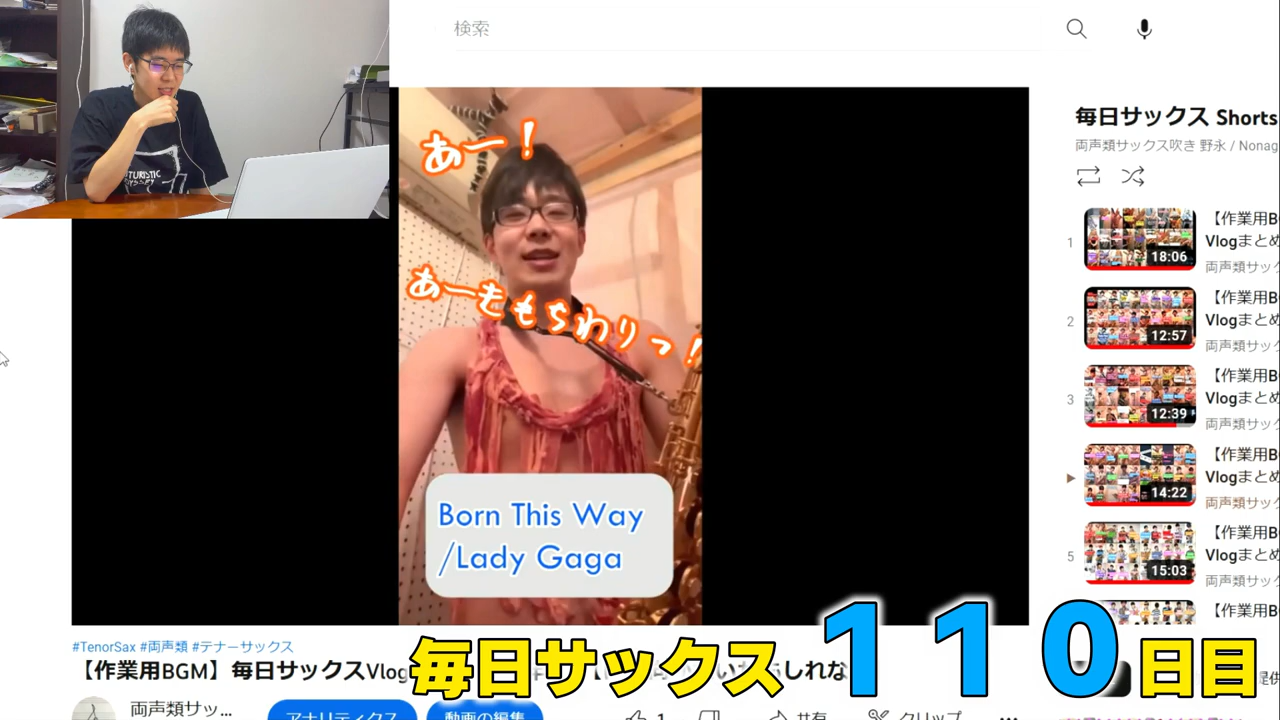 検索
毎日サックス Shorts
両声類サックス吹き 野永 / Nonag
あー！
あーをもちわりっ！
Born This Way
/Lady Gaga
1
【作業用B
Vlogまとめ
両声類サック
18:06
2
【作業用B
Vlogまとめ
両声類サック
12:57
3
【作業用B
Vlogまとめ
両声類サック
12:39
【作業用B
Vlogまとめ
両声類サック
14:22
5
【作業用B
Vlogまとめ
両声類サック
15:03
【作業用B
#TenorSax #両声類 #テナーサックス
【作業用BGM】毎日サックスVlog
しれな
毎日サックス 110日目
両声類サッ...
アナリティクス
動画の編集
1
共有
クリップ
提供